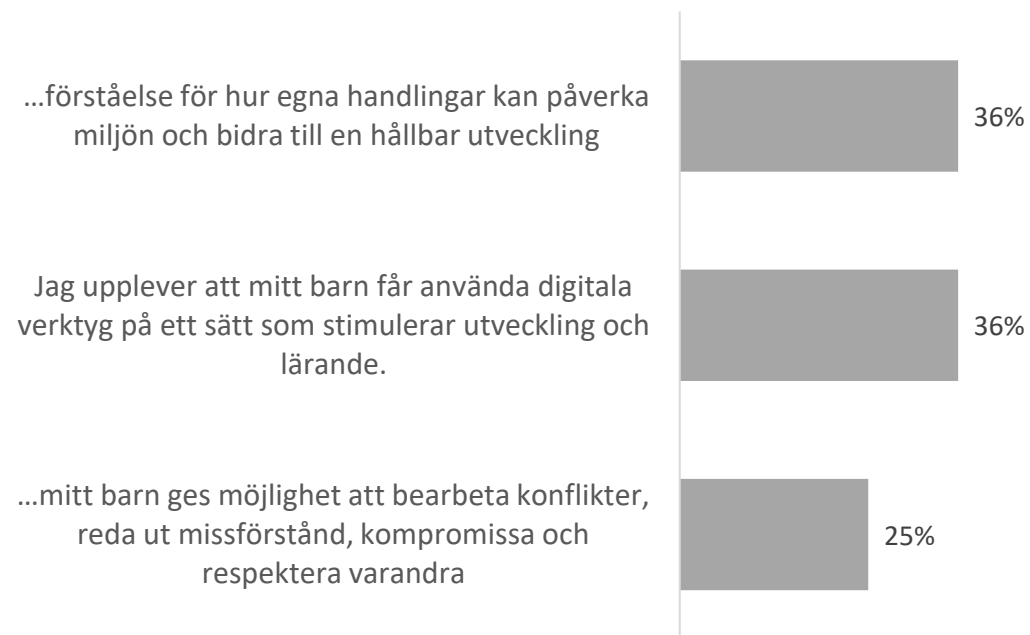 ...förståelse för hur egna handlingar kan påverka
miljön och bidra till en hållbar utveckling
36%
Jag upplever att mitt barn får använda digitala
verktyg på ett sätt som stimulerar utveckling och
lärande.
36%
...mitt barn ges möjlighet att bearbeta konflikter,
reda ut missförstånd, kompromissa och
respektera varandra
25%